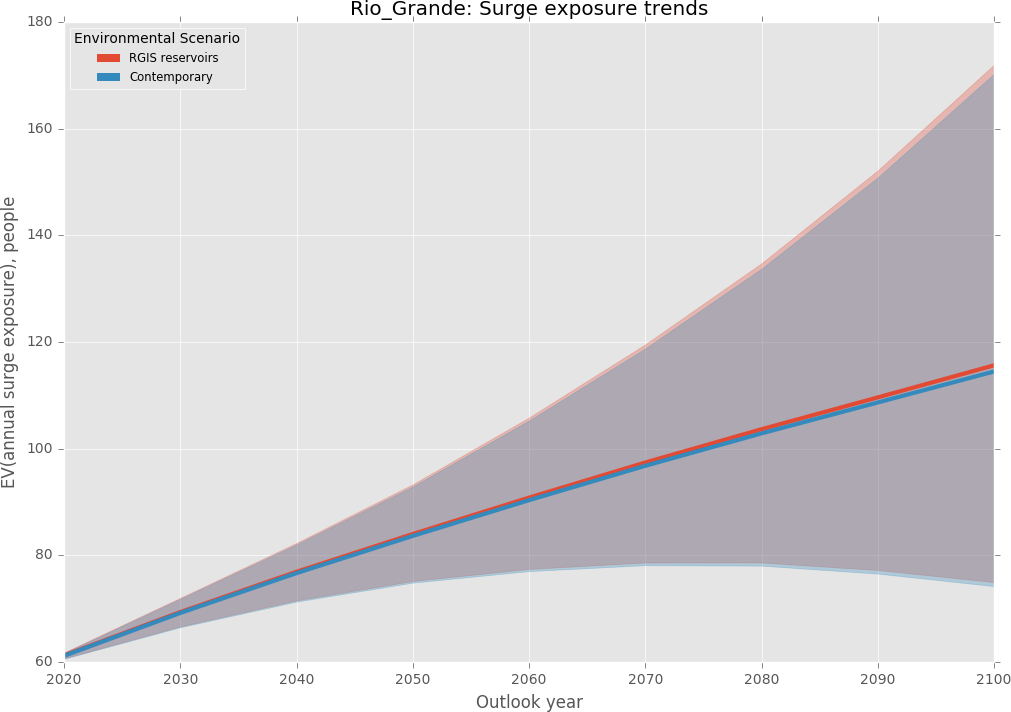 Rio_Grande: Surge exposure trends
Environmental Scenario
RGIS reservoirs
Contemporary
EV(annual surge exposure), people
180
160
140
120
100
80
60
2020 2030 2040 2050 2060 2070 2080 2090 2100
Outlook year